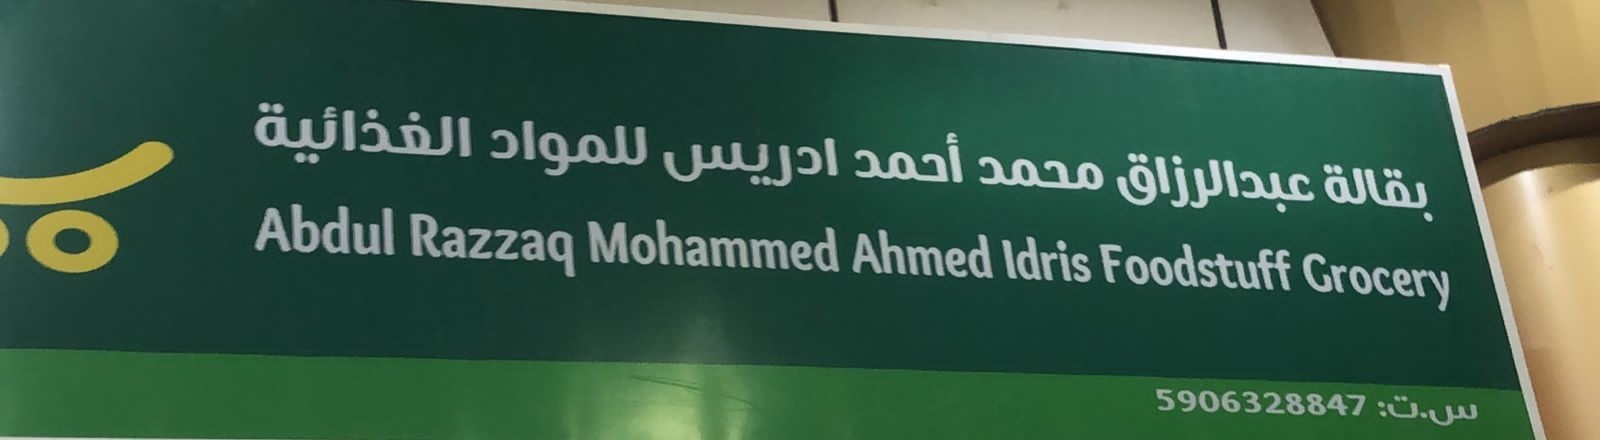 بقالة عبدالرزاق محمد أحمد ادريس للمواد الغذائية
Abdul Razzaq Mohammed Ahmed Idris Foodstuff Grocery
س.ت: 5906328847